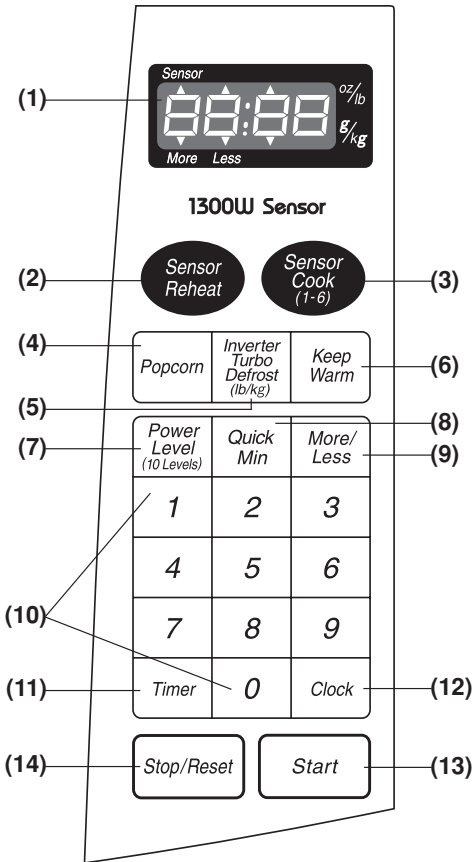 Sensor
(1)
88:88
oz/lb
g/kg
More Less
1300W Sensor
(2)
Sensor
Reheat
Sensor
Cook
(1-6)
(3)
(4)
Popcorn
Inverter
Turbo
Defrost
(lb/kg)
Keep
Warm
(5)
(6)
(7)
Power
Level
(10 Levels)
Quick
Min
More/
Less
(8)
(9)
1 2 3
4 5 6
(10)
7 8 9
(11)
Timer 0 Clock
(12)
(14)
Stop/Reset
Start
(13)